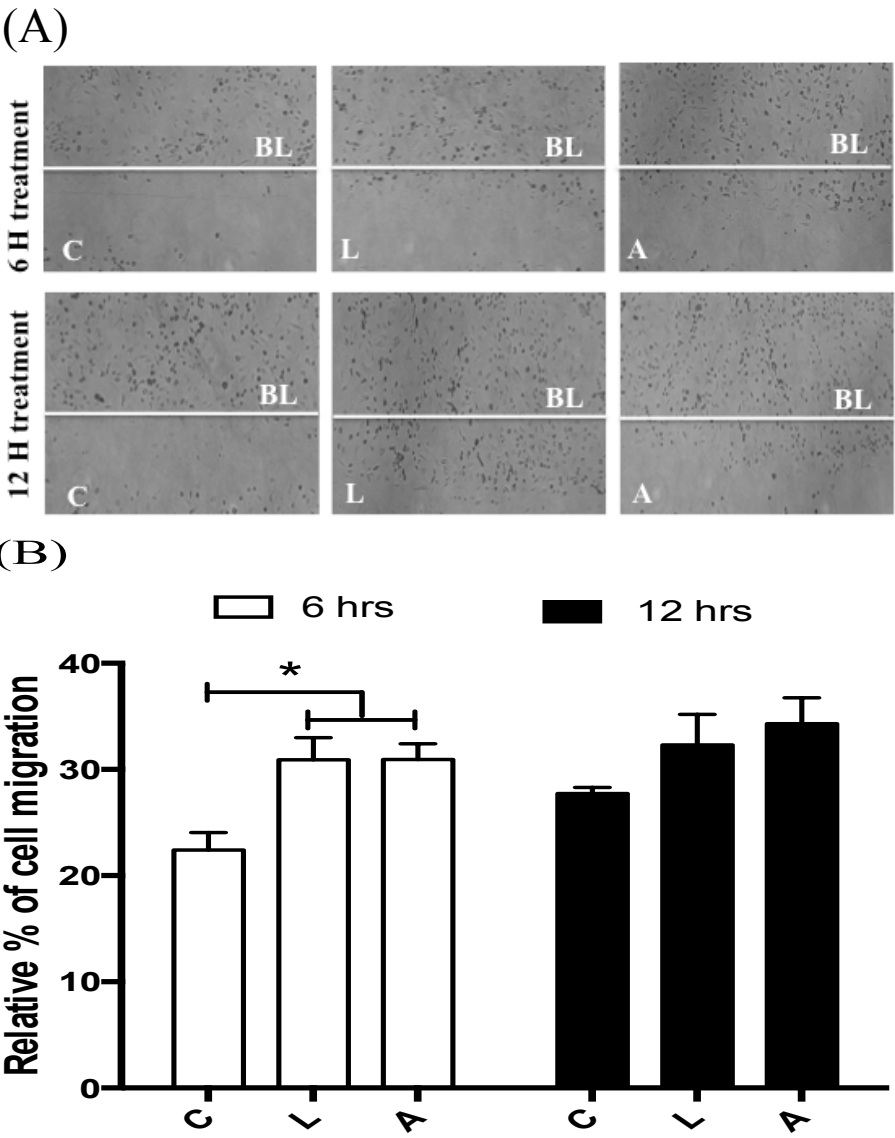 (A)
6 H treatment
BL
BL
BL
C
L
A
12 H treatment
BL
BL
BL
C
L
A
(B)
6 hrs
12 hrs
Relative % of cell migration
40
*
30
20
10
0
C
L
A
C
L
A